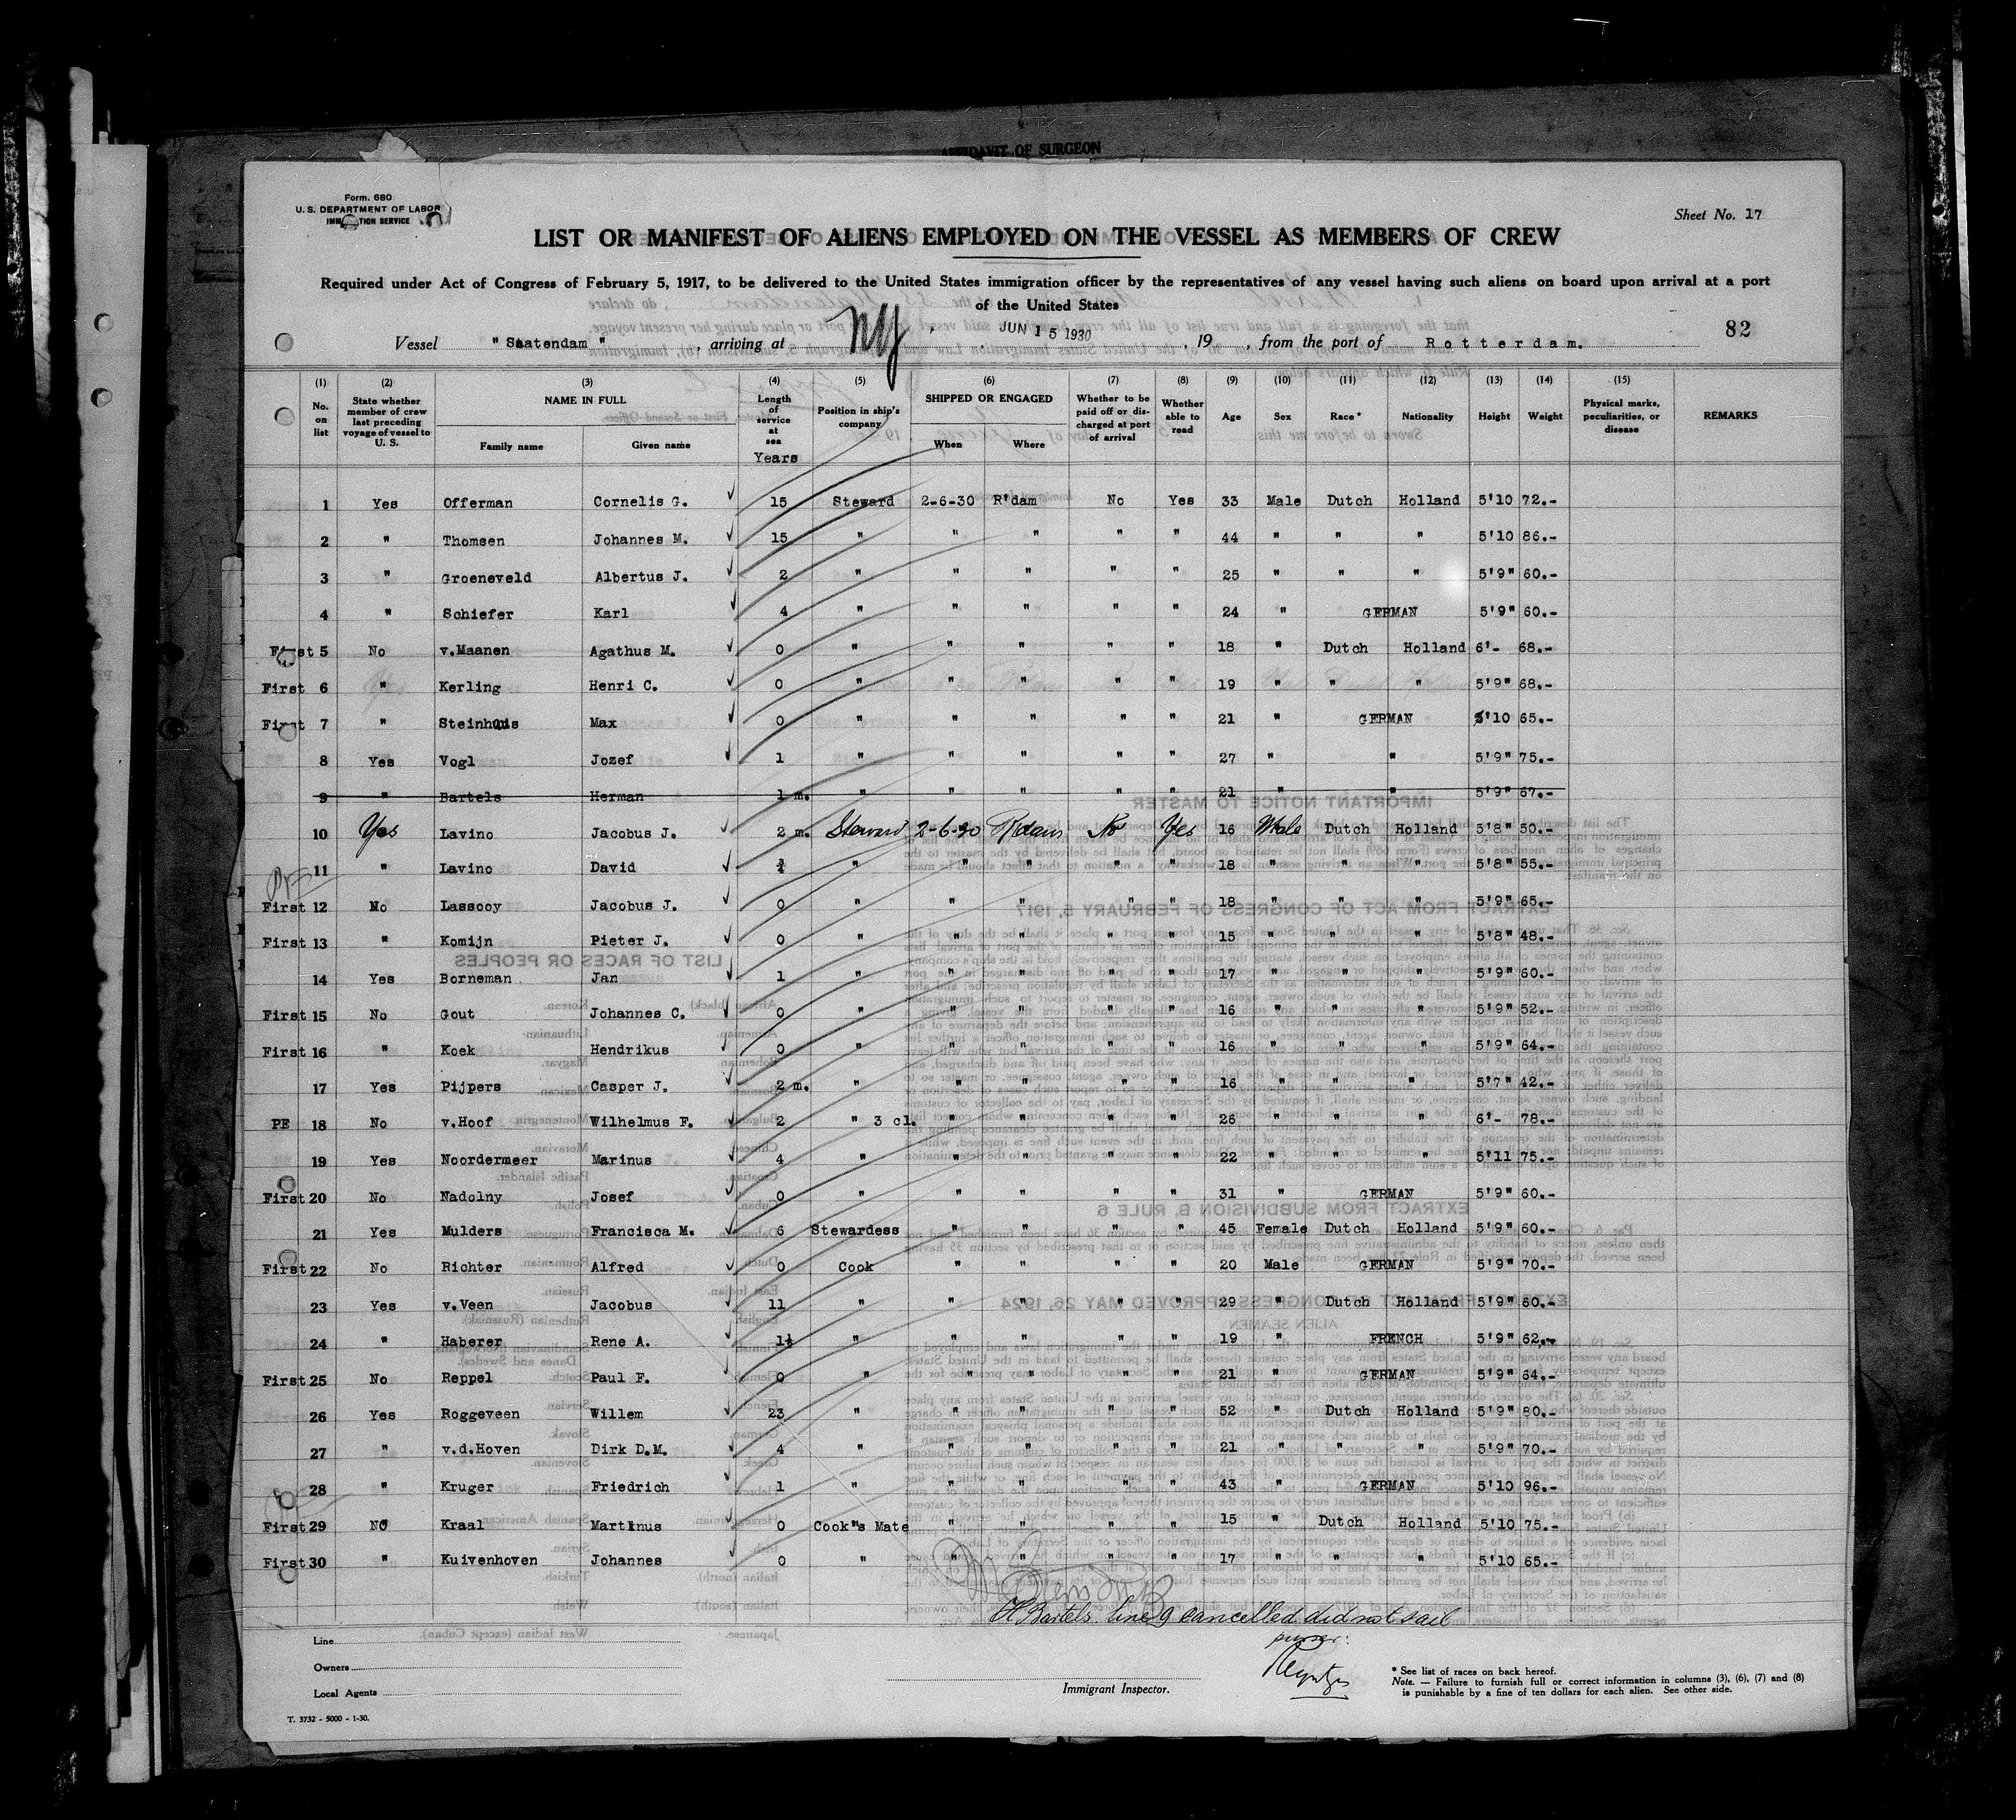 AFFIDAVIT OF SURGEON
Form. 680
U. S. DEPARTMENT OF LABOR
IMMIGRATION SERVICE
Sheet No. 17
LIST OR MANIFEST OF ALIENS EMPLOYED ON THE VESSEL AS MEMBERS OF CREW
Required under Act of Congress of February 5, 1917, to be delivered to the United States immigration officer by the representatives of any vessel having such aliens on board upon arrival at a port
of the United States
82
Vessel "Statendam", arriving at NY, JUN 15 1930, 19 , from the port of Rotterdam.
(1) (2) (3) (4) (5) (6) (7) (8) (9) (10) (11) (12) (13) (14) (15)
No. on list State whether member of crew last preceding voyage of vessel to U. S. NAME IN FULL Family name Given name Length of service at sea Years Position in ship's company SHIPPED OR ENGAGED When Where Whether to be paid off or discharged at port of arrival Whether able to read Age Sex Race* Nationality Height Weight Physical marks, peculiarities, or disease REMARKS
1 Yes Offerman Cornelis G. 15 Steward 2-6-30 R'dam No Yes 33 Male Dutch Holland 5'10 72.-
2 " Thomsen Johannes M. 15 " " " " " 44 " " " 5'10 86.-
3 " Groeneveld Albertus J. 2 " " " " " 25 " " " 5'9" 60.-
4 " Schiefer Karl 4 " " " " " 24 " GERMAN 5'9" 60.-
First 5 No v.Maanen Agathus M. 0 " " " " " 18 " Dutch Holland 6'- 68.-
First 6 " Kerling Henri C. 0 " " " " " 19 " " " 5'9" 68.-
First 7 " Steinhuis Max 0 " " " " " 21 " GERMAN 5'10 65.-
8 Yes Vogl Jozef 1 " " " " " 27 " " 5'9" 75.-
9 " Bartels Herman 1 m. " " " " " 21 " " 5'9" 67.-
10 Yes Lavino Jacobus J. 2 m. Steward 2-6-30 R'dam No Yes 16 Male Dutch Holland 5'8" 50.-
11 " Lavino David ¾ " " " " " 18 " " " 5'8" 55.-
First 12 No Lassooy Jacobus J. 0 " " " " " 18 " " " 5'9" 65.-
First 13 " Komijn Pieter J. 0 " " " " " 15 " " " 5'8" 48.-
14 Yes Borneman Jan 1 " " " " " 17 " " " 5'9" 60.-
First 15 No Gout Johannes C. 0 " " " " " 16 " " " 5'9" 52.-
First 16 " Koek Hendrikus 0 " " " " " 16 " " " 5'9" 64.-
17 Yes Pijpers Casper J. 2 m. " " " " " 16 " " " 5'7" 42.-
PE 18 No v.Hoof Wilhelmus F. 2 " 3 cl. " " " " 26 " " " 6'- 78.-
19 Yes Noordermeer Marinus 4 " " " " " 22 " " " 5'11 75.-
First 20 No Nadolny Josef 0 " " " " " 31 " GERMAN 5'9" 60.-
21 Yes Mulders Francisca M. 6 Stewardess " " " " 45 Female Dutch Holland 5'9" 60.-
First 22 No Richter Alfred 0 Cook " " " " 20 Male GERMAN 5'9" 70.-
23 Yes v.Veen Jacobus 11 " " " " " 29 " Dutch Holland 5'9" 60.-
24 " Haberer Rene A. 1½ " " " " " 19 " FRENCH 5'9" 62.-
First 25 No Reppel Paul F. 0 " " " " " 21 " GERMAN 5'9" 64.-
26 Yes Roggeveen Willem 23 " " " " " 52 " Dutch Holland 5'9" 80.-
27 " v.d.Hoven Dirk D.M. 4 " " " " " 21 " " " 5'9" 70.-
28 " Kruger Friedrich 1 " " " " " 43 " GERMAN 5'10 96.-
First 29 No Kraal Martinus 0 Cook"s Mate " " " " 15 " Dutch Holland 5'10 75.-
First 30 " Kuivenhoven Johannes 0 " " " " " 17 " " " 5'10 65.-
H Bartels line 9 cancelled did not sail
purser:
Line
Owners
Local Agents
Immigrant Inspector.
* See list of races on back hereof.
Note. — Failure to furnish full or correct information in columns (3), (6), (7) and (8)
is punishable by a fine of ten dollars for each alien. See other side.
T. 3732 - 5000 - 1-30.